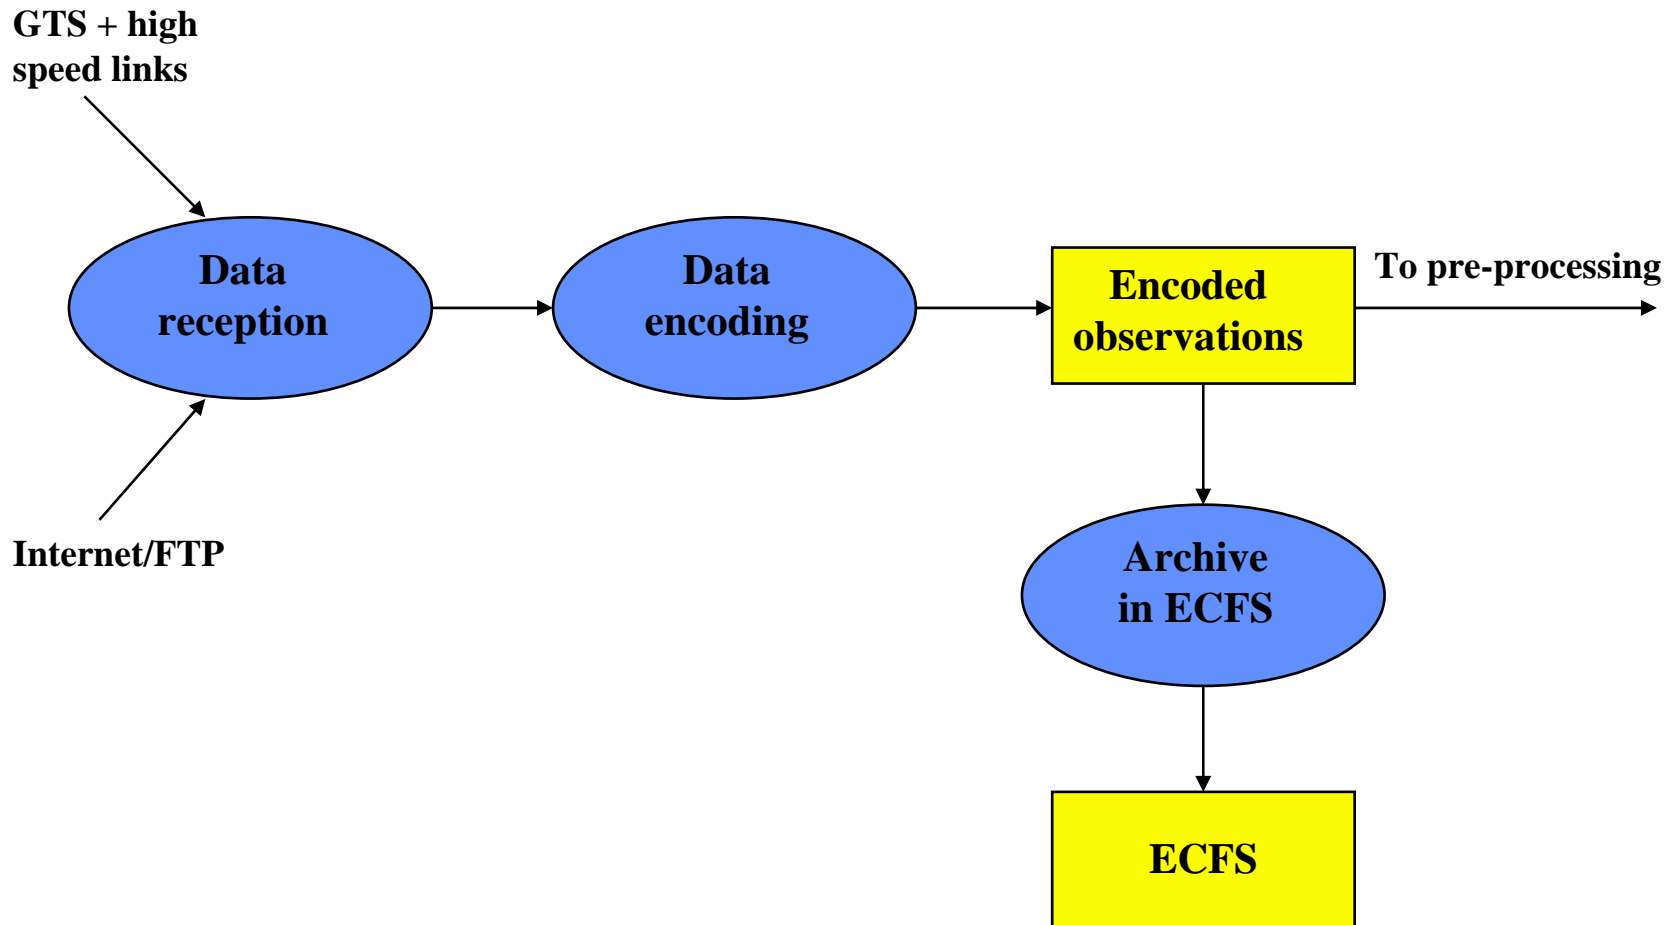 GTS + high
speed links
Data
reception
Data
encoding
Encoded
observations
To pre-processing
Internet/FTP
Archive
in ECFS
ECFS